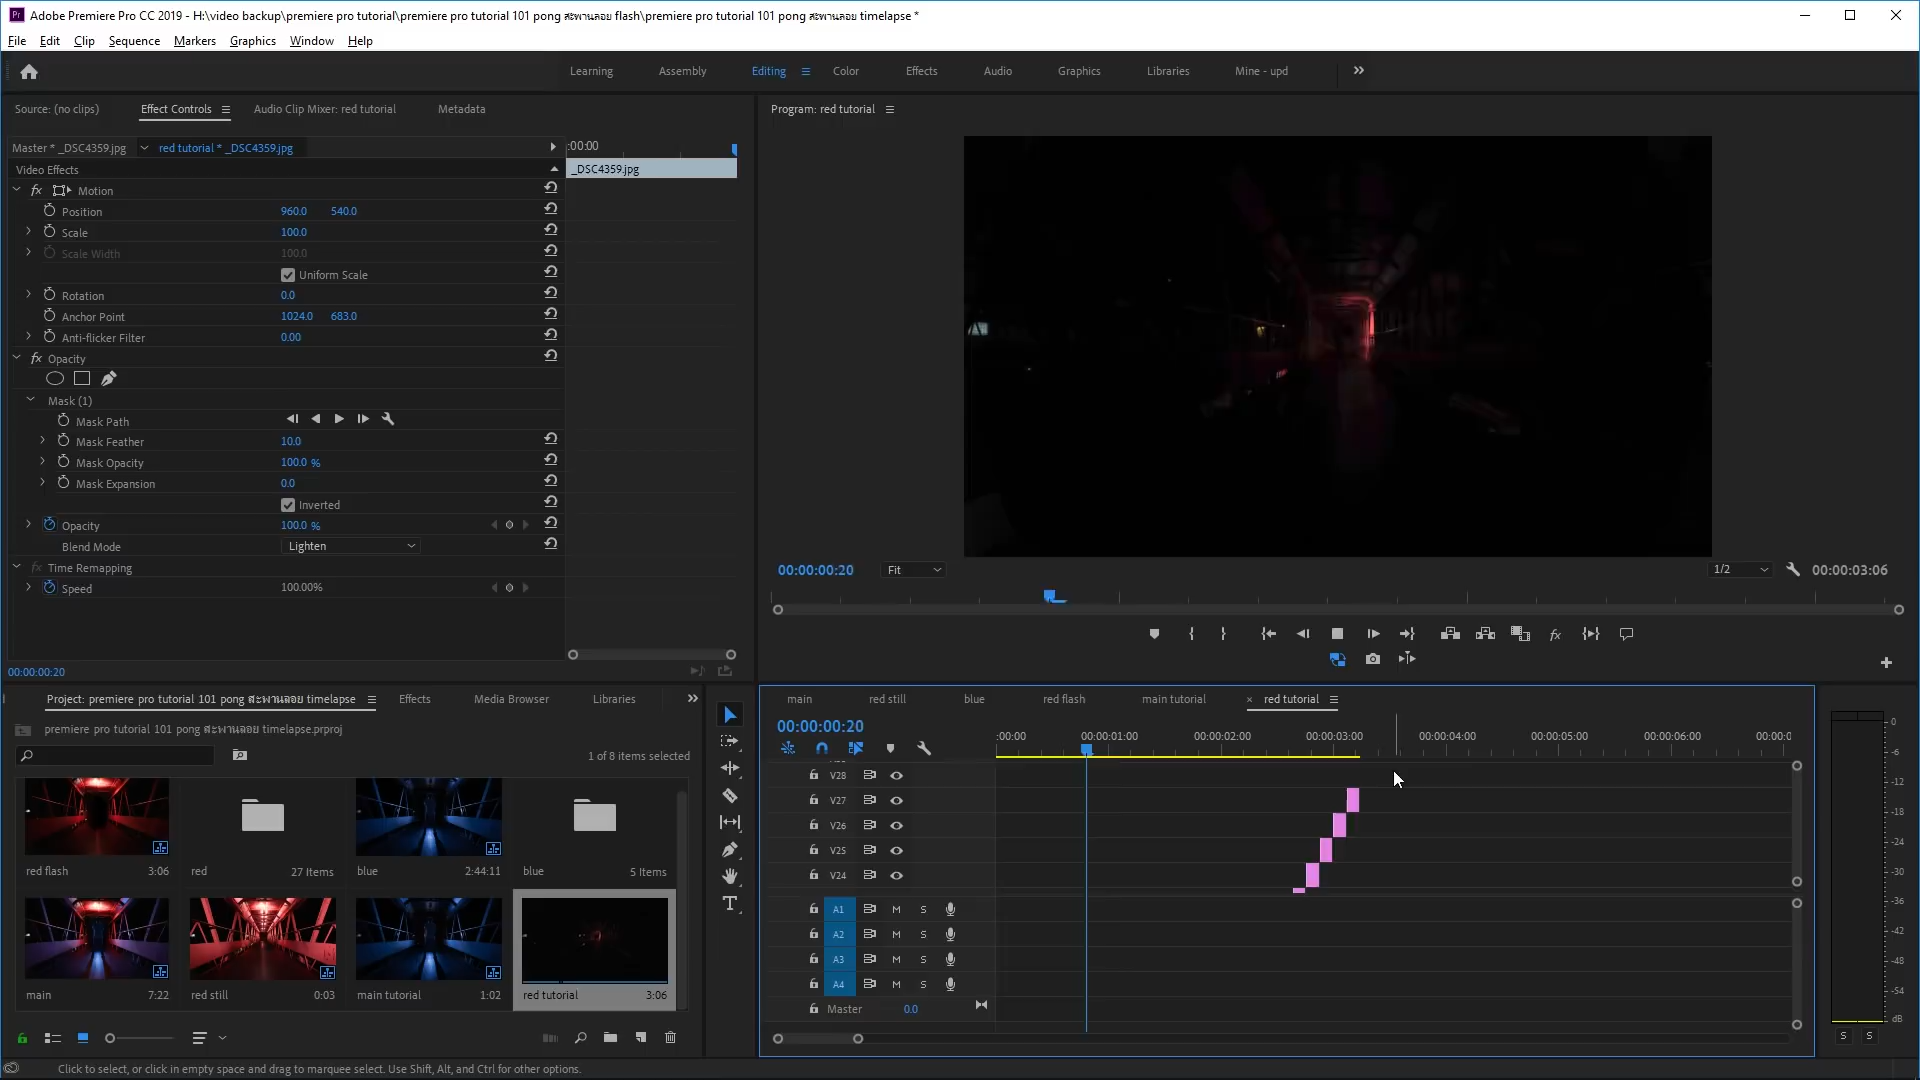 Adobe Premiere Pro CC 2019 - H:\video backup\premiere pro tutorial\premiere pro tutorial 101 pong สะพานลอย flash\premiere pro tutorial 101 pong สะพานลอย timelapse *
File Edit Clip Sequence Markers Graphics Window Help
Learning Assembly Editing Color Effects Audio Graphics Libraries Mine - upd
Source: (no clips) Effect Controls Audio Clip Mixer: red tutorial Metadata
Program: red tutorial
Master * _DSC4359.jpg red tutorial * _DSC4359.jpg :00:00
Video Effects _DSC4359.jpg
fx Motion
Position 960.0 540.0
Scale 100.0
Scale Width 100.0
Uniform Scale
Rotation 0.0
Anchor Point 1024.0 683.0
Anti-flicker Filter 0.00
fx Opacity
Mask (1)
Mask Path
Mask Feather 10.0
Mask Opacity 100.0 %
Mask Expansion 0.0
Inverted
Opacity 100.0 %
Blend Mode Lighten
fx Time Remapping
Speed 100.00%
00:00:00:20
00:00:00:20 Fit 1/2 00:00:03:06
fx
Project: premiere pro tutorial 101 pong สะพานลอย timelapse Effects Media Browser Libraries
premiere pro tutorial 101 pong สะพานลอย timelapse.prproj
1 of 8 items selected
red flash 3:06 red 27 Items blue 2:44:11 blue 5 Items
main 7:22 red still 0:03 main tutorial 1:02 red tutorial 3:06
T
main red still blue red flash main tutorial × red tutorial
00:00:00:20
:00:00 00:00:01:00 00:00:02:00 00:00:03:00 00:00:04:00 00:00:05:00 00:00:06:00 00:00:0
V28
V27
V26
V25
V24
A1 M S
A2 M S
A3 M S
A4 M S
Master 0.0
0
-6
-12
-18
-24
-30
-36
-42
-48
-54
dB
S S
Click to select, or click in empty space and drag to marquee select. Use Shift, Alt, and Ctrl for other options.